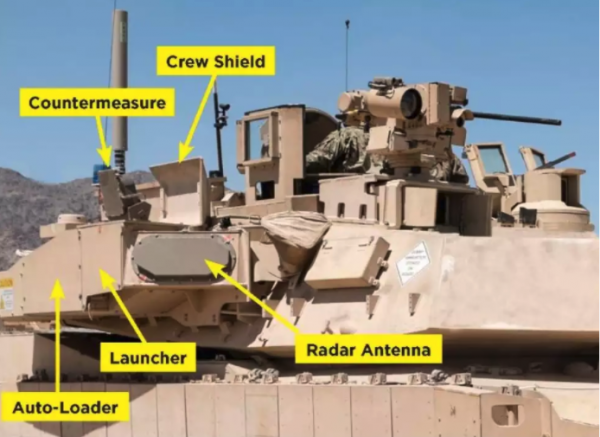 Crew Shield
Countermeasure
Launcher
Radar Antenna
Auto-Loader